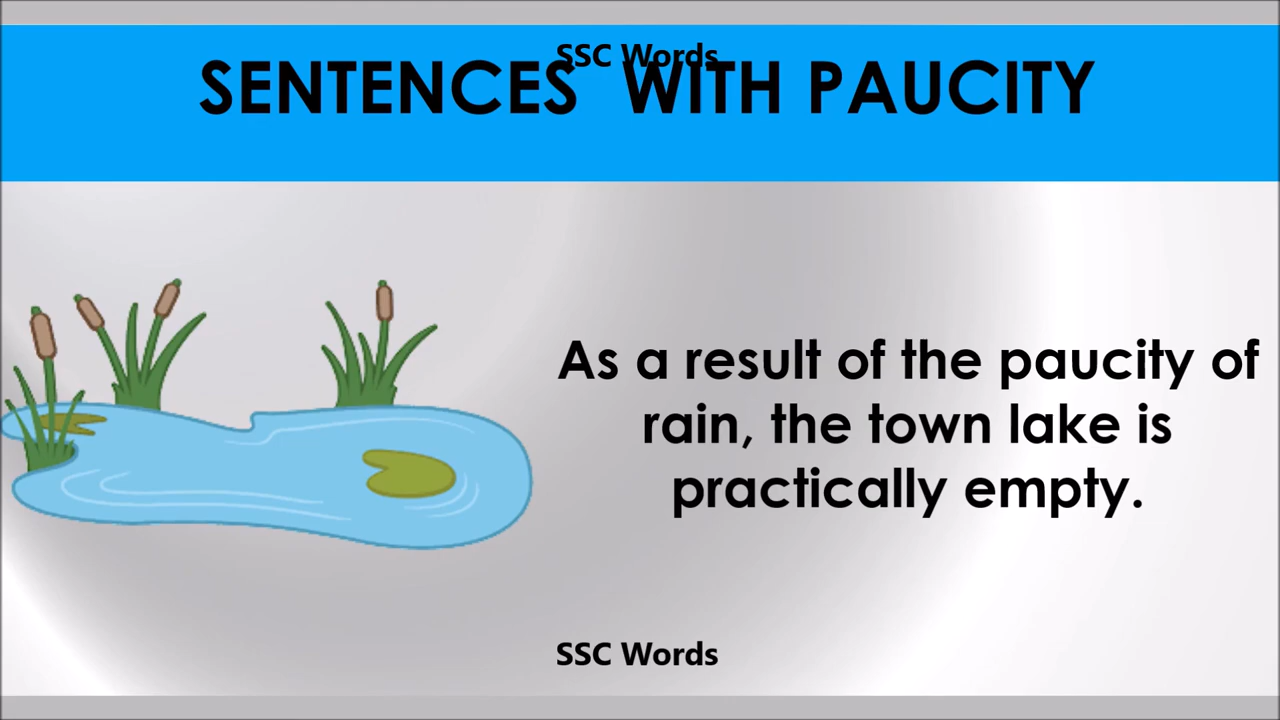 SSC Words
SENTENCES WITH PAUCITY
As a result of the paucity of
rain, the town lake is
practically empty.
SSC Words